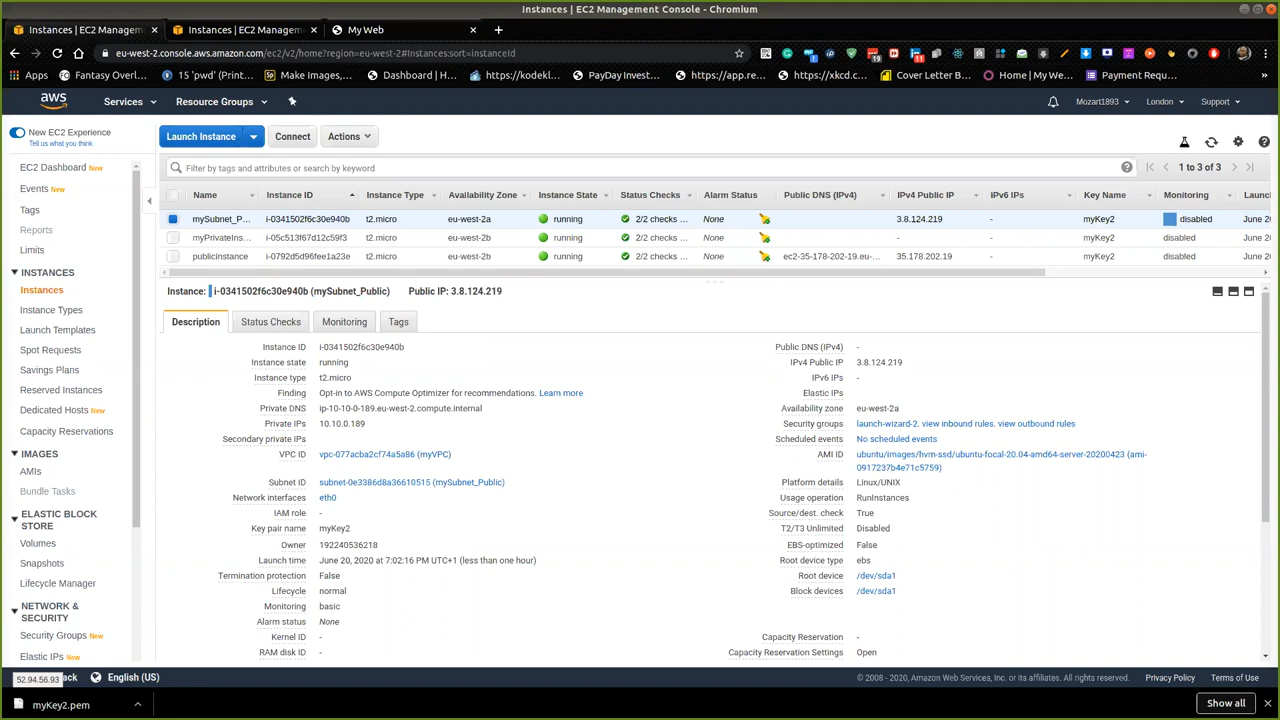 Instances | EC2 Management Console - Chromium
Instances | EC2 Management × Instances | EC2 Management × My Web × +
eu-west-2.console.aws.amazon.com/ec2/v2/home?region=eu-west-2#Instances:sort=instanceId
19 11
Apps Fantasy Overl... 15 'pwd' (Print... Make Images,... Dashboard | H... https://kodekl... PayDay Invest... https://app.re... https://xkcd.c... Cover Letter B... Home | My We... Payment Requ... »
aws Services Resource Groups Mozart1893 London Support
New EC2 Experience
Tell us what you think
Launch Instance Connect Actions
EC2 Dashboard New
Events New
Tags
Reports
Limits
INSTANCES
Instances
Instance Types
Launch Templates
Spot Requests
Savings Plans
Reserved Instances
Dedicated Hosts New
Capacity Reservations
IMAGES
AMIs
Bundle Tasks
ELASTIC BLOCK
STORE
Volumes
Snapshots
Lifecycle Manager
NETWORK &
SECURITY
Security Groups New
Elastic IPs New
Filter by tags and attributes or search by keyword 1 to 3 of 3
Name Instance ID Instance Type Availability Zone Instance State Status Checks Alarm Status Public DNS (IPv4) IPv4 Public IP IPv6 IPs Key Name Monitoring Launc
mySubnet_P... i-0341502f6c30e940b t2.micro eu-west-2a running 2/2 checks ... None 3.8.124.219 - myKey2 disabled June 20
myPrivateIns... i-05c513f67d12c59f3 t2.micro eu-west-2b running 2/2 checks ... None - - myKey2 disabled June 20
publicinstance i-0792d5d96fee1a23e t2.micro eu-west-2b running 2/2 checks ... None ec2-35-178-202-19.eu-... 35.178.202.19 - myKey2 disabled June 20
Instance: i-0341502f6c30e940b (mySubnet_Public) Public IP: 3.8.124.219
Description Status Checks Monitoring Tags
Instance ID i-0341502f6c30e940b
Instance state running
Instance type t2.micro
Finding Opt-in to AWS Compute Optimizer for recommendations. Learn more
Private DNS ip-10-10-0-189.eu-west-2.compute.internal
Private IPs 10.10.0.189
Secondary private IPs
VPC ID vpc-077acba2cf74a5a86 (myVPC)
Subnet ID subnet-0e3386d8a36610515 (mySubnet_Public)
Network interfaces eth0
IAM role -
Key pair name myKey2
Owner 192240536218
Launch time June 20, 2020 at 7:02:16 PM UTC+1 (less than one hour)
Termination protection False
Lifecycle normal
Monitoring basic
Alarm status None
Kernel ID -
RAM disk ID -
Public DNS (IPv4) -
IPv4 Public IP 3.8.124.219
IPv6 IPs -
Elastic IPs
Availability zone eu-west-2a
Security groups launch-wizard-2. view inbound rules. view outbound rules
Scheduled events No scheduled events
AMI ID ubuntu/images/hvm-ssd/ubuntu-focal-20.04-amd64-server-20200423 (ami-
0917237b4e71c5759)
Platform details Linux/UNIX
Usage operation RunInstances
Source/dest. check True
T2/T3 Unlimited Disabled
EBS-optimized False
Root device type ebs
Root device /dev/sda1
Block devices /dev/sda1
Capacity Reservation -
Capacity Reservation Settings Open
52.94.56.93 ack English (US) © 2008 - 2020, Amazon Web Services, Inc. or its affiliates. All rights reserved. Privacy Policy Terms of Use
myKey2.pem Show all